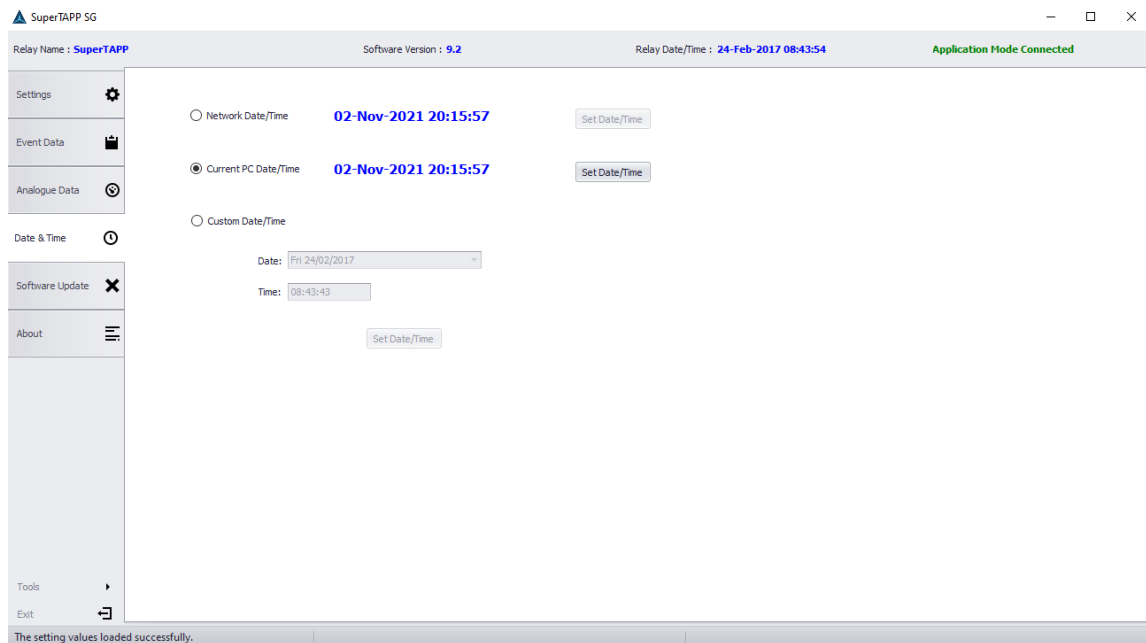 SuperTAPP SG
Relay Name : SuperTAPP Software Version : 9.2 Relay Date/Time : 24-Feb-2017 08:43:54 Application Mode Connected
Settings
Event Data
Analogue Data
Date & Time
Software Update
About
Tools
Exit
Network Date/Time 02-Nov-2021 20:15:57 Set Date/Time
Current PC Date/Time 02-Nov-2021 20:15:57 Set Date/Time
Custom Date/Time
Date: Fri 24/02/2017
Time: 08:43:43
Set Date/Time
The setting values loaded successfully.